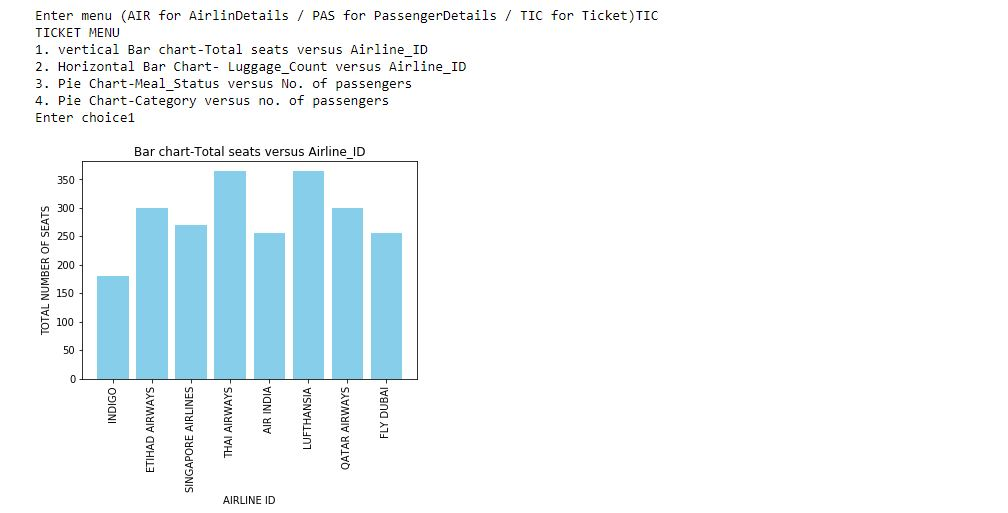 Enter menu (AIR for AirlinDetails / PAS for PassengerDetails / TIC for Ticket)TIC
TICKET MENU
1. vertical Bar chart-Total seats versus Airline_ID
2. Horizontal Bar Chart- Luggage_Count versus Airline_ID
3. Pie Chart-Meal_Status versus No. of passengers
4. Pie Chart-Category versus no. of passengers
Enter choice1
Bar chart-Total seats versus Airline_ID
TOTAL NUMBER OF SEATS
350
300
250
200
150
100
50
0
INDIGO
ETIHAD AIRWAYS
SINGAPORE AIRLINES
THAI AIRWAYS
AIR INDIA
LUFTHANSIA
QATAR AIRWAYS
FLY DUBAI
AIRLINE ID